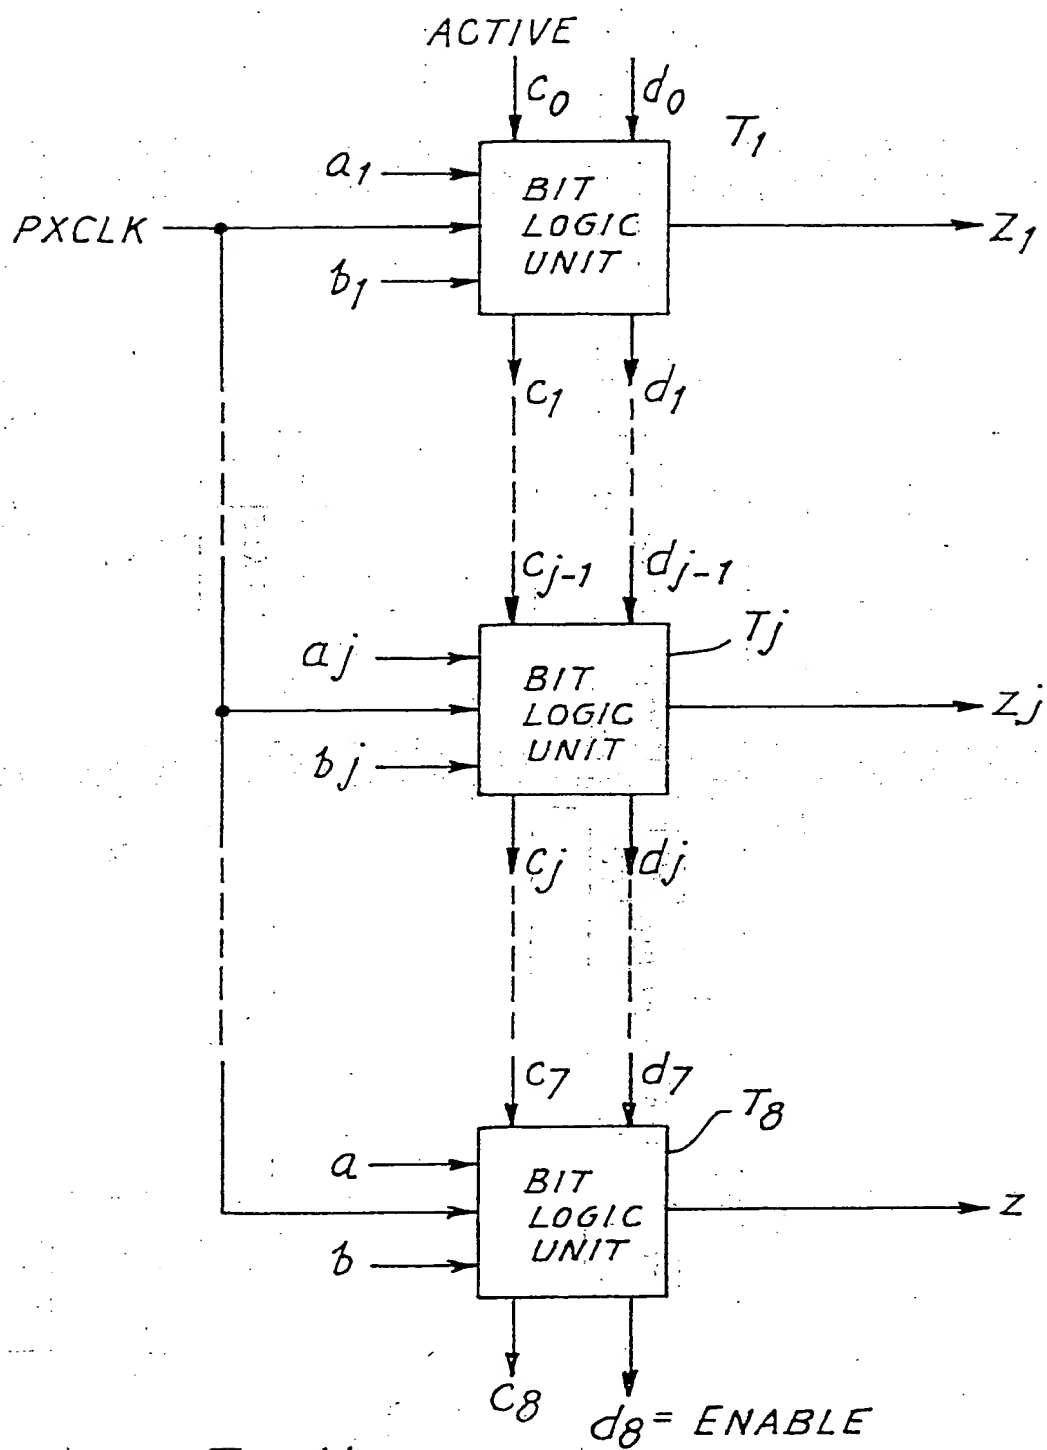 ACTIVE
c0
d0
T1
a1
BIT
LOGIC
UNIT
PXCLK
z1
b1
c1
d1
cj-1
dj-1
Tj
aj
BIT
LOGIC
UNIT
zj
bj
cj
dj
c7
d7
T8
a
BIT
LOGIC
UNIT
z
b
c8
d8 = ENABLE